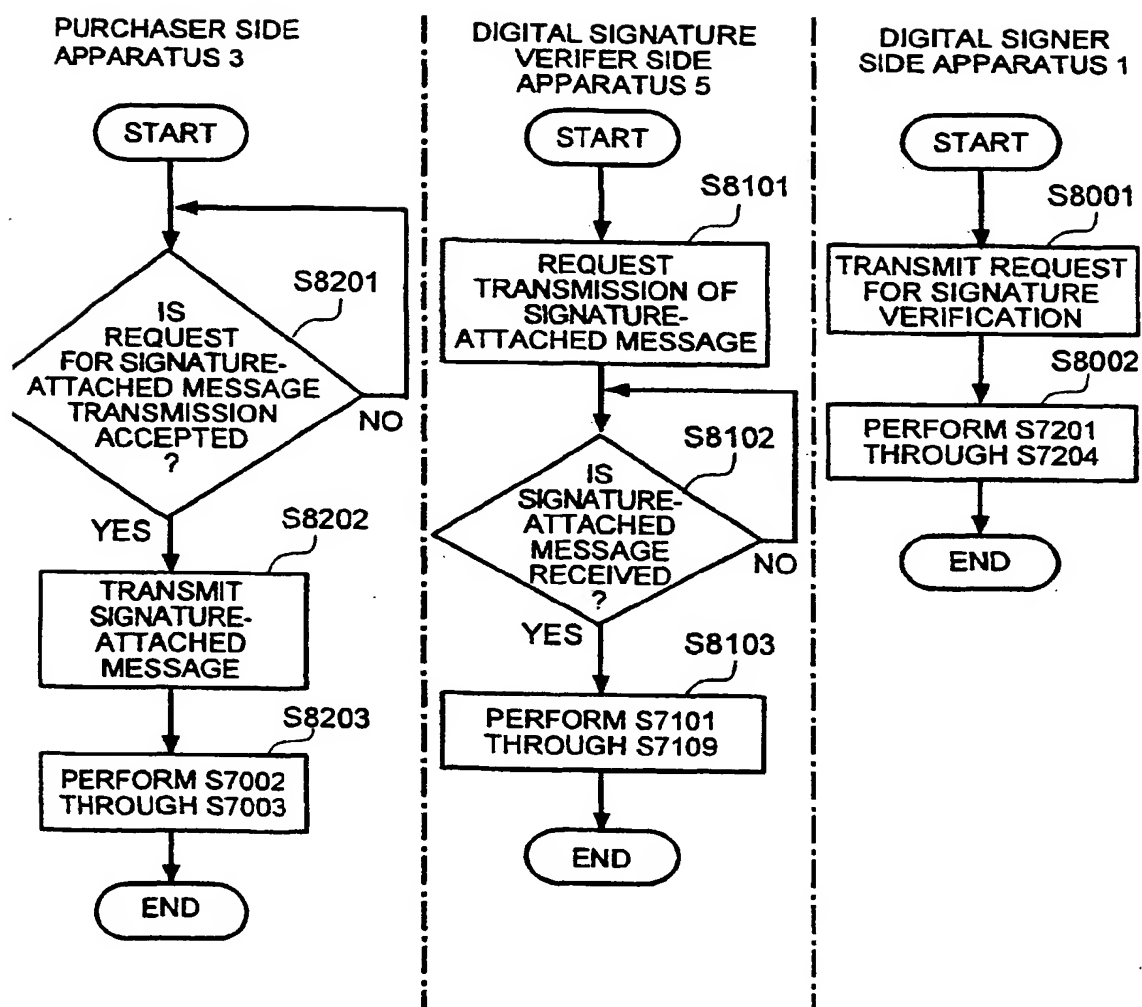 PURCHASER SIDE
APPARATUS 3
START
S8201
IS
REQUEST
FOR SIGNATURE-
ATTACHED MESSAGE
TRANSMISSION
ACCEPTED
?
NO
YES
S8202
TRANSMIT
SIGNATURE-
ATTACHED
MESSAGE
S8203
PERFORM S7002
THROUGH S7003
END
DIGITAL SIGNATURE
VERIFER SIDE
APPARATUS 5
START
S8101
REQUEST
TRANSMISSION OF
SIGNATURE-
ATTACHED MESSAGE
S8102
IS
SIGNATURE-
ATTACHED
MESSAGE
RECEIVED
?
NO
YES
S8103
PERFORM S7101
THROUGH S7109
END
DIGITAL SIGNER
SIDE APPARATUS 1
START
S8001
TRANSMIT REQUEST
FOR SIGNATURE
VERIFICATION
S8002
PERFORM S7201
THROUGH S7204
END